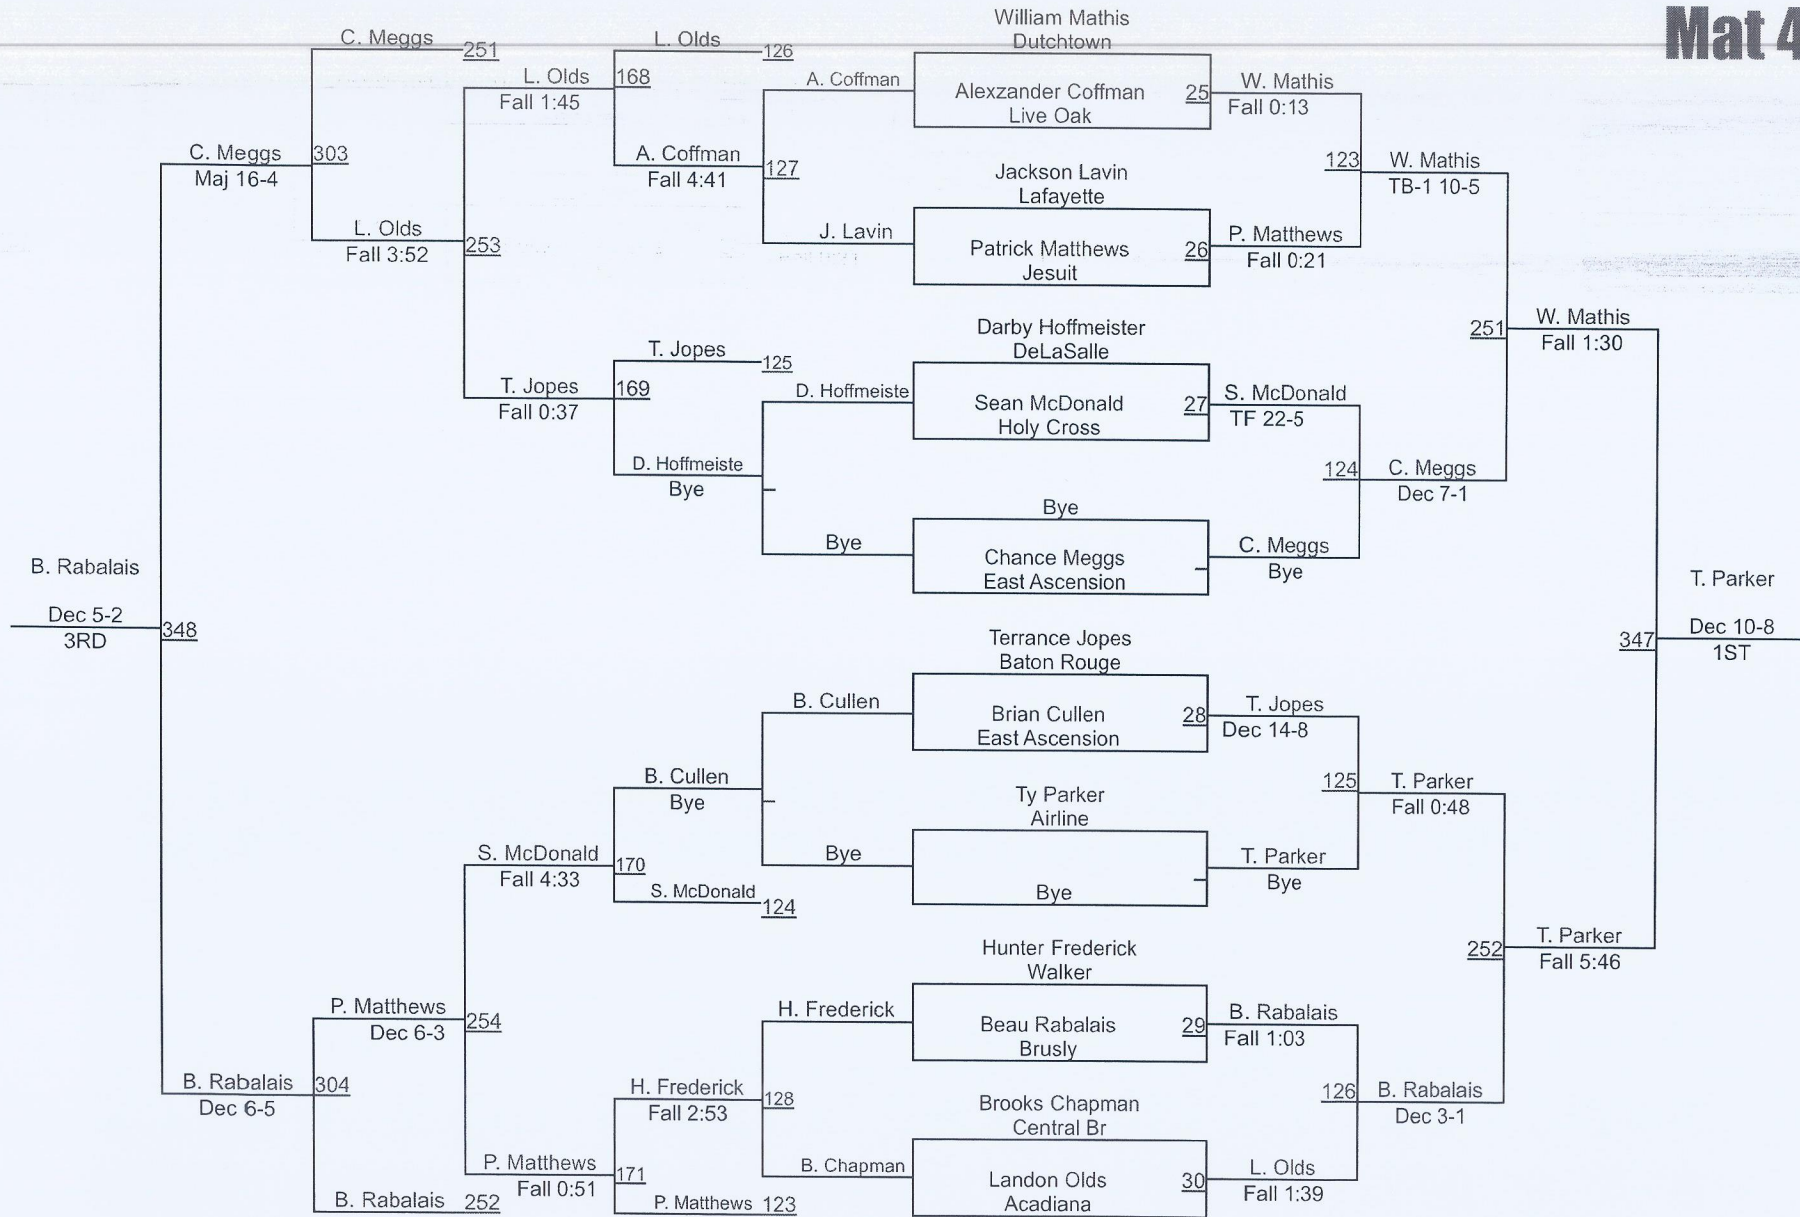 Mat 4
William Mathis
Dutchtown
C. Meggs
251
L. Olds
126
L. Olds
168
Fall 1:45
A. Coffman
Alexzander Coffman
25
Live Oak
W. Mathis
Fall 0:13
C. Meggs
303
Maj 16-4
A. Coffman
127
Fall 4:41
Jackson Lavin
Lafayette
123
W. Mathis
TB-1 10-5
L. Olds
253
Fall 3:52
J. Lavin
Patrick Matthews
26
Jesuit
P. Matthews
Fall 0:21
Darby Hoffmeister
DeLaSalle
251
W. Mathis
Fall 1:30
T. Jopes
125
T. Jopes
169
Fall 0:37
D. Hoffmeiste
Sean McDonald
27
Holy Cross
S. McDonald
TF 22-5
D. Hoffmeiste
Bye
124
C. Meggs
Dec 7-1
Bye
Bye
Chance Meggs
East Ascension
C. Meggs
Bye
B. Rabalais
Dec 5-2
3RD
348
T. Parker
347
Dec 10-8
1ST
Terrance Jopes
Baton Rouge
B. Cullen
Brian Cullen
28
East Ascension
T. Jopes
Dec 14-8
B. Cullen
Bye
Ty Parker
Airline
125
T. Parker
Fall 0:48
S. McDonald
170
Fall 4:33
Bye
Bye
T. Parker
Bye
S. McDonald
124
Hunter Frederick
Walker
252
T. Parker
Fall 5:46
P. Matthews
254
Dec 6-3
H. Frederick
Beau Rabalais
29
Brusly
B. Rabalais
Fall 1:03
B. Rabalais
304
Dec 6-5
H. Frederick
128
Fall 2:53
Brooks Chapman
Central Br
126
B. Rabalais
Dec 3-1
P. Matthews
171
Fall 0:51
B. Chapman
Landon Olds
30
Acadiana
L. Olds
Fall 1:39
B. Rabalais
252
P. Matthews
123